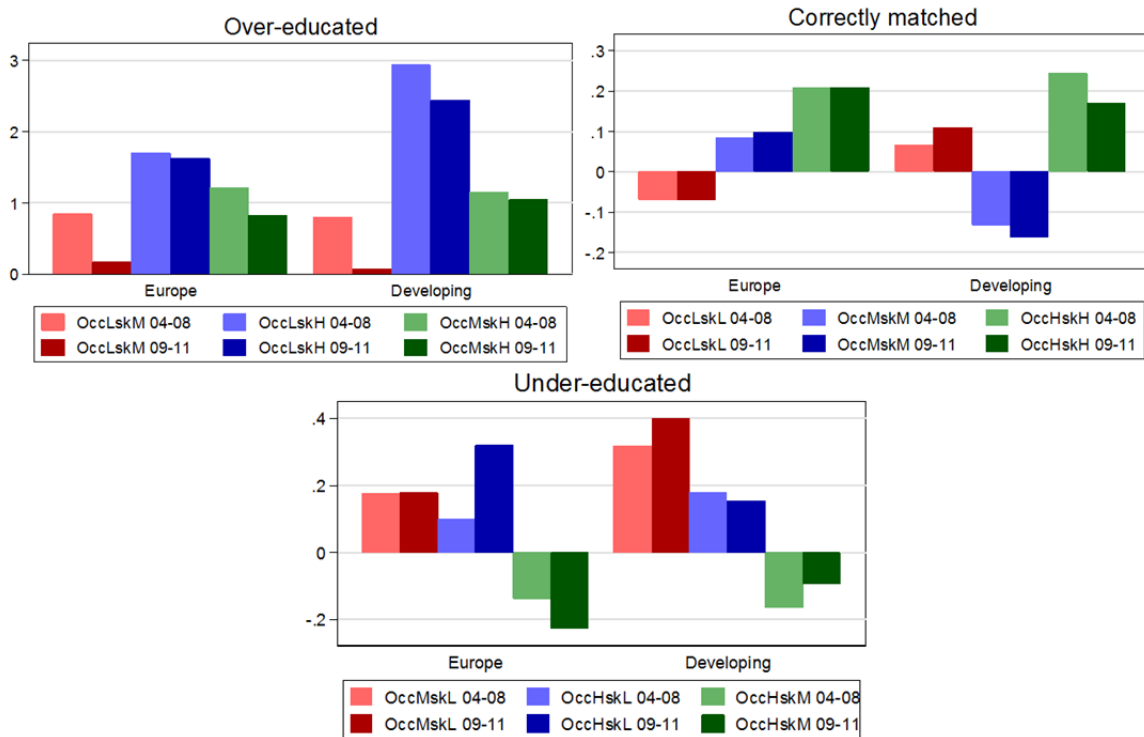 Over-educated
3
2
1
0
Europe Developing
OccLskM 04-08 OccLskH 04-08 OccMskH 04-08
OccLskM 09-11 OccLskH 09-11 OccMskH 09-11
Correctly matched
.3
.2
.1
0
-.1
-.2
Europe Developing
OccLskL 04-08 OccMskM 04-08 OccHskH 04-08
OccLskL 09-11 OccMskM 09-11 OccHskH 09-11
Under-educated
.4
.2
0
-.2
Europe Developing
OccMskL 04-08 OccHskL 04-08 OccHskM 04-08
OccMskL 09-11 OccHskL 09-11 OccHskM 09-11